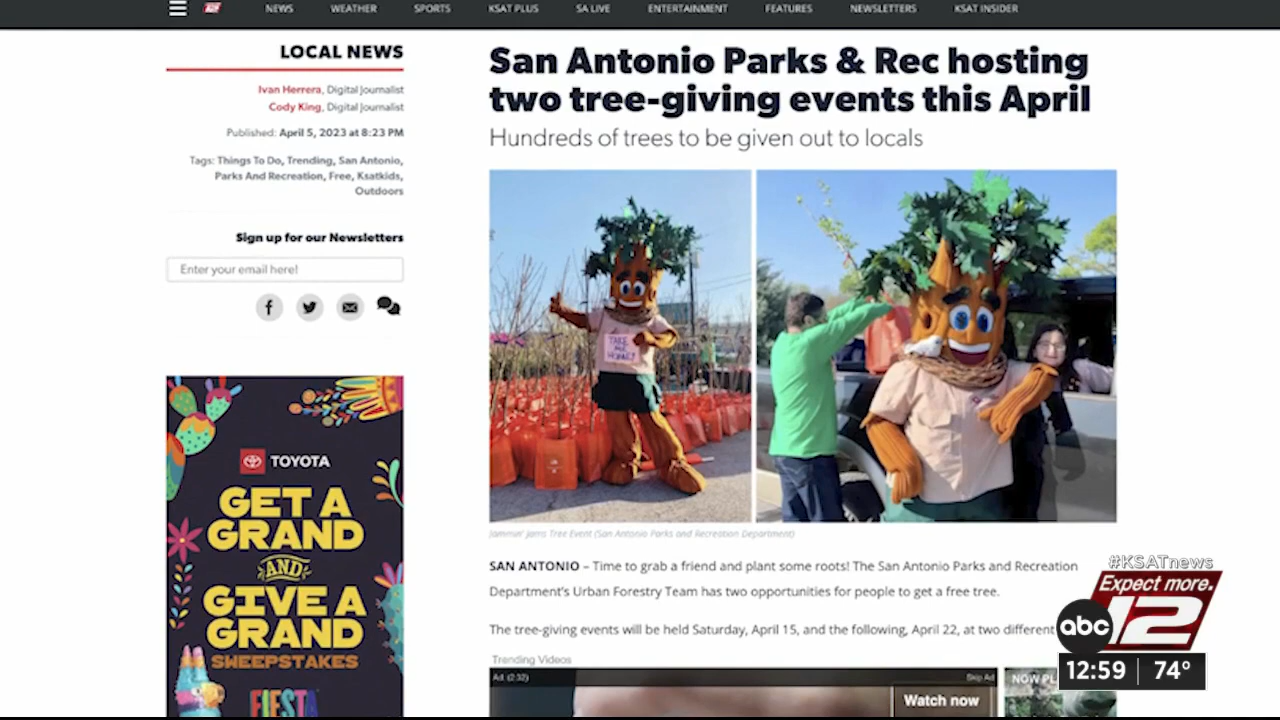 NEWS WEATHER SPORTS KSAT PLUS SA LIVE ENTERTAINMENT FEATURES NEWSLETTERS KSAT INSIDER
LOCAL NEWS
Ivan Herrera, Digital Journalist
Cody King, Digital Journalist
Published: April 5, 2023 at 8:23 PM
Tags: Things To Do, Trending, San Antonio,
Parks And Recreation, Free, Ksatkids,
Outdoors
Sign up for our Newsletters
Enter your email here!
TOYOTA
GET A
GRAND
AND
GIVE A
GRAND
SWEEPSTAKES
FIESTA
San Antonio Parks & Rec hosting
two tree-giving events this April
Hundreds of trees to be given out to locals
TAKE
ME
HOME!
Jammin' Jams Tree Event (San Antonio Parks and Recreation Department)
SAN ANTONIO – Time to grab a friend and plant some roots! The San Antonio Parks and Recreation
Department's Urban Forestry Team has two opportunities for people to get a free tree.
The tree-giving events will be held Saturday, April 15, and the following, April 22, at two different
Trending Videos
Ad (2:32)
Skip Ad
Watch now
NOW PL
#KSATnews
Expect more.
abc 12
12:59 74°